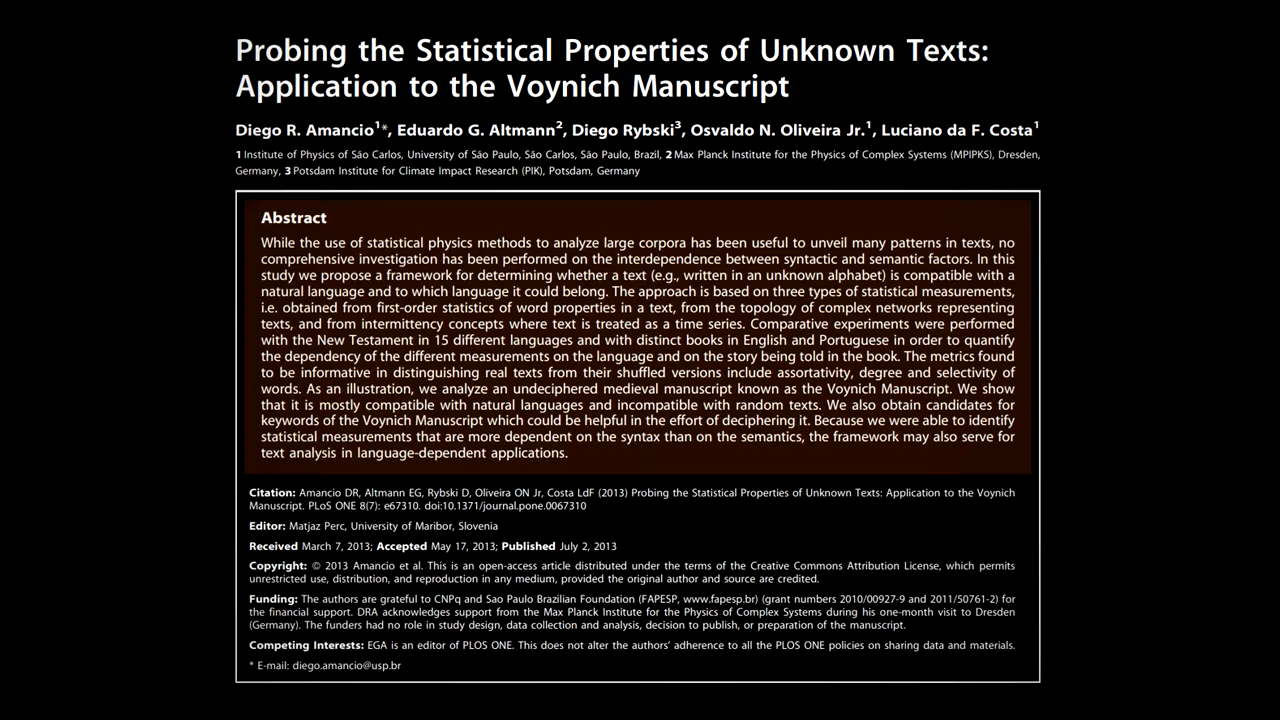 Probing the Statistical Properties of Unknown Texts:
Application to the Voynich Manuscript
Diego R. Amancio1*, Eduardo G. Altmann2, Diego Rybski3, Osvaldo N. Oliveira Jr.1, Luciano da F. Costa1
1 Institute of Physics of São Carlos, University of São Paulo, São Carlos, São Paulo, Brazil, 2 Max Planck Institute for the Physics of Complex Systems (MPIPKS), Dresden,
Germany, 3 Potsdam Institute for Climate Impact Research (PIK), Potsdam, Germany
Abstract
While the use of statistical physics methods to analyze large corpora has been useful to unveil many patterns in texts, no
comprehensive investigation has been performed on the interdependence between syntactic and semantic factors. In this
study we propose a framework for determining whether a text (e.g., written in an unknown alphabet) is compatible with a
natural language and to which language it could belong. The approach is based on three types of statistical measurements,
i.e. obtained from first-order statistics of word properties in a text, from the topology of complex networks representing
texts, and from intermittency concepts where text is treated as a time series. Comparative experiments were performed
with the New Testament in 15 different languages and with distinct books in English and Portuguese in order to quantify
the dependency of the different measurements on the language and on the story being told in the book. The metrics found
to be informative in distinguishing real texts from their shuffled versions include assortativity, degree and selectivity of
words. As an illustration, we analyze an undeciphered medieval manuscript known as the Voynich Manuscript. We show
that it is mostly compatible with natural languages and incompatible with random texts. We also obtain candidates for
keywords of the Voynich Manuscript which could be helpful in the effort of deciphering it. Because we were able to identify
statistical measurements that are more dependent on the syntax than on the semantics, the framework may also serve for
text analysis in language-dependent applications.
Citation: Amancio DR, Altmann EG, Rybski D, Oliveira ON Jr, Costa LdF (2013) Probing the Statistical Properties of Unknown Texts: Application to the Voynich
Manuscript. PLoS ONE 8(7): e67310. doi:10.1371/journal.pone.0067310
Editor: Matjaz Perc, University of Maribor, Slovenia
Received March 7, 2013; Accepted May 17, 2013; Published July 2, 2013
Copyright: © 2013 Amancio et al. This is an open-access article distributed under the terms of the Creative Commons Attribution License, which permits
unrestricted use, distribution, and reproduction in any medium, provided the original author and source are credited.
Funding: The authors are grateful to CNPq and Sao Paulo Brazilian Foundation (FAPESP, www.fapesp.br) (grant numbers 2010/00927-9 and 2011/50761-2) for
the financial support. DRA acknowledges support from the Max Planck Institute for the Physics of Complex Systems during his one-month visit to Dresden
(Germany). The funders had no role in study design, data collection and analysis, decision to publish, or preparation of the manuscript.
Competing Interests: EGA is an editor of PLOS ONE. This does not alter the authors' adherence to all the PLOS ONE policies on sharing data and materials.
* E-mail: diego.amancio@usp.br